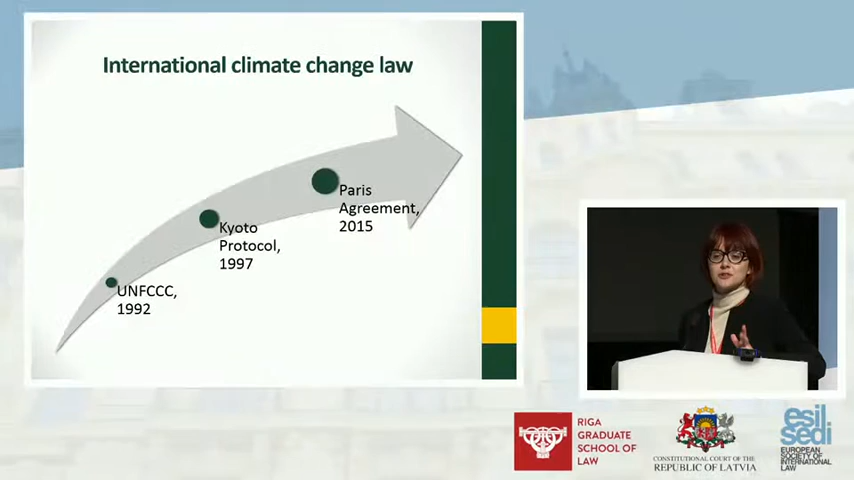 International climate change law
Paris
Agreement,
2015
Kyoto
Protocol,
1997
UNFCCC,
1992
RIGA
GRADUATE
SCHOOL OF
LAW
CONSTITUTIONAL COURT OF THE
REPUBLIC OF LATVIA
esil
sedi
EUROPEAN
SOCIETY OF
INTERNATIONAL
LAW